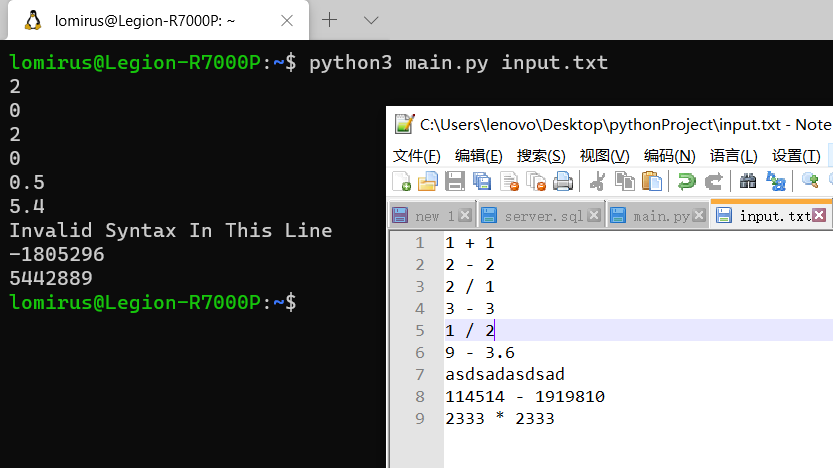 lomirus@Legion-R7000P: ~
lomirus@Legion-R7000P:~$ python3 main.py input.txt
2
0
2
0
0.5
5.4
Invalid Syntax In This Line
-1805296
5442889
lomirus@Legion-R7000P:~$
C:\Users\lenovo\Desktop\pythonProject\input.txt - Note
文件(F) 编辑(E) 搜索(S) 视图(V) 编码(N) 语言(L) 设置(T)
new 1 server.sql main.py input.txt
1 1 + 1
2 2 - 2
3 2 / 1
4 3 - 3
5 1 / 2
6 9 - 3.6
7 asdsadasdsad
8 114514 - 1919810
9 2333 * 2333